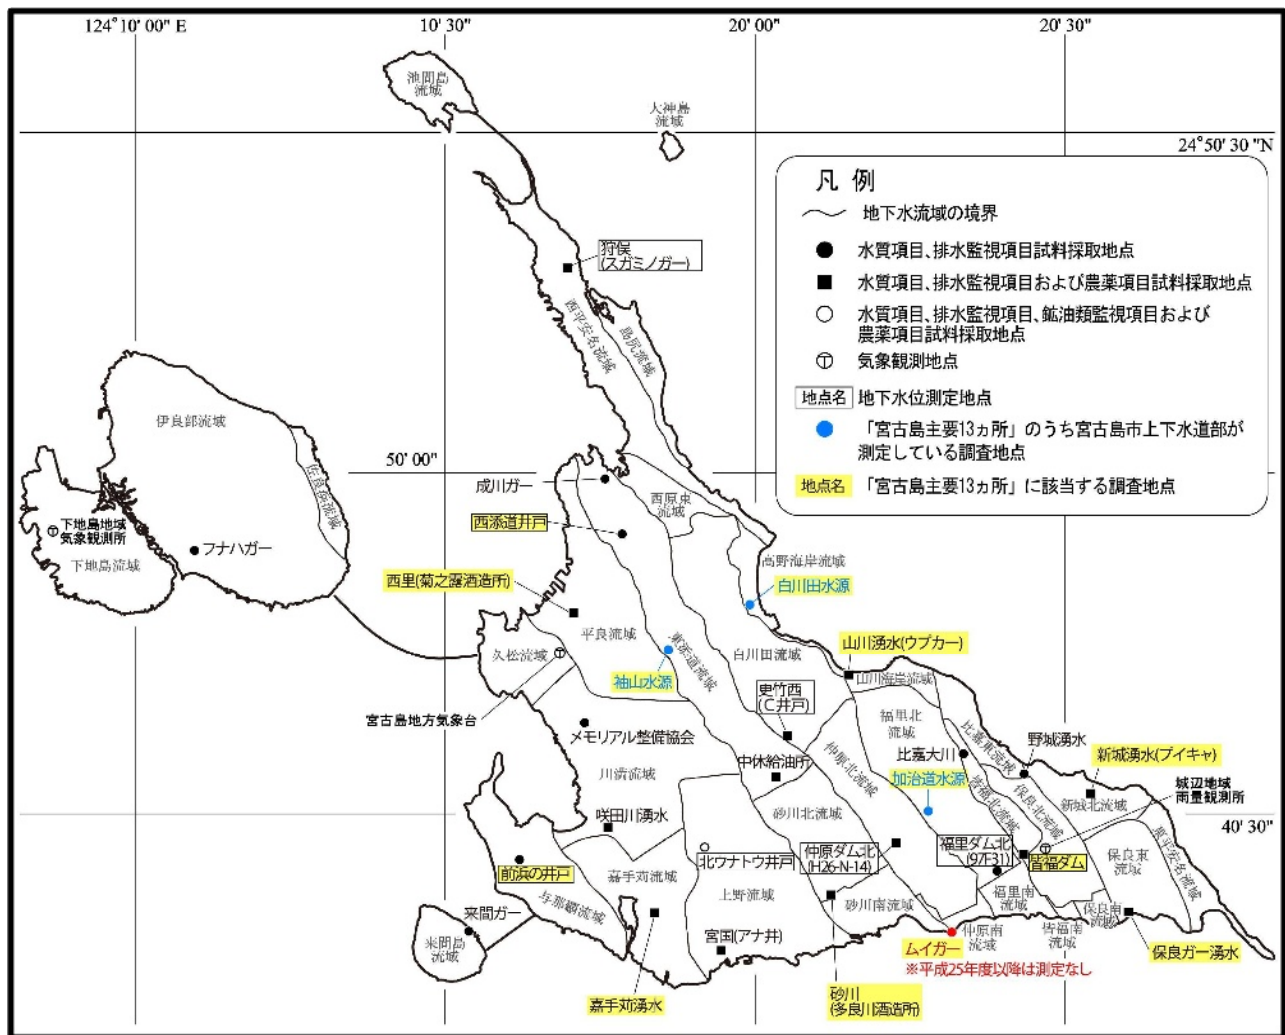 124°10' 00" E
10' 30"
20' 00"
20' 30"
24°50' 30 "N
池間島
流域
大神島
流域
凡 例
地下水流域の境界
水質項目、排水監視項目試料採取地点
水質項目、排水監視項目および農薬項目試料採取地点
水質項目、排水監視項目、鉱油類監視項目および
農薬項目試料採取地点
気象観測地点
地点名 地下水位測定地点
「宮古島主要13ヵ所」のうち宮古島市上下水道部が
測定している調査地点
地点名 「宮古島主要13ヵ所」に該当する調査地点
狩俣
(スガミノガー)
西平安名流域
島尻流域
伊良部流域
佐良浜流域
50' 00"
成川ガー
西原東
流域
西添道井戸
下地島地域
気象観測所
フナハガー
下地島流域
高野海岸流域
白川田水源
西里(菊之露酒造所)
平良流域
久松流域
東添道流域
白川田流域
山川湧水(ウプカー)
山川海岸流域
袖山水源
更竹西
(C井戸)
宮古島地方気象台
メモリアル整備協会
福里北
流域
比嘉東流域
野城湧水
比嘉大川
新城湧水(ブイキャ)
川満流域
中休給油所
仲原北流域
加治道水源
皆福北流域
保良北流域
新城北流域
城辺地域
雨量観測所
40' 30"
咲田川湧水
砂川北流域
東平安名流域
前浜の井戸
嘉手苅流域
北ワナトウ井戸
仲原ダム北
(H26-N-14)
福里ダム北
(97F31)
皆福ダム
保良東
流域
与那覇流域
上野流域
砂川南流域
福里南
流域
保良南
流域
来間ガー
来間島
流域
宮国(アナ井)
ムイガー
仲原南
流域
皆福南
流域
※平成25年度以降は測定なし
保良ガー湧水
嘉手苅湧水
砂川
(多良川酒造所)